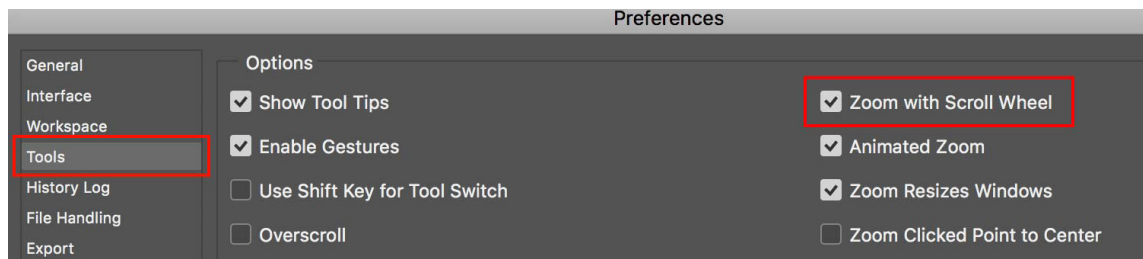 Preferences
General
Interface
Workspace
Tools
History Log
File Handling
Export
Options
Show Tool Tips
Enable Gestures
Use Shift Key for Tool Switch
Overscroll
Zoom with Scroll Wheel
Animated Zoom
Zoom Resizes Windows
Zoom Clicked Point to Center